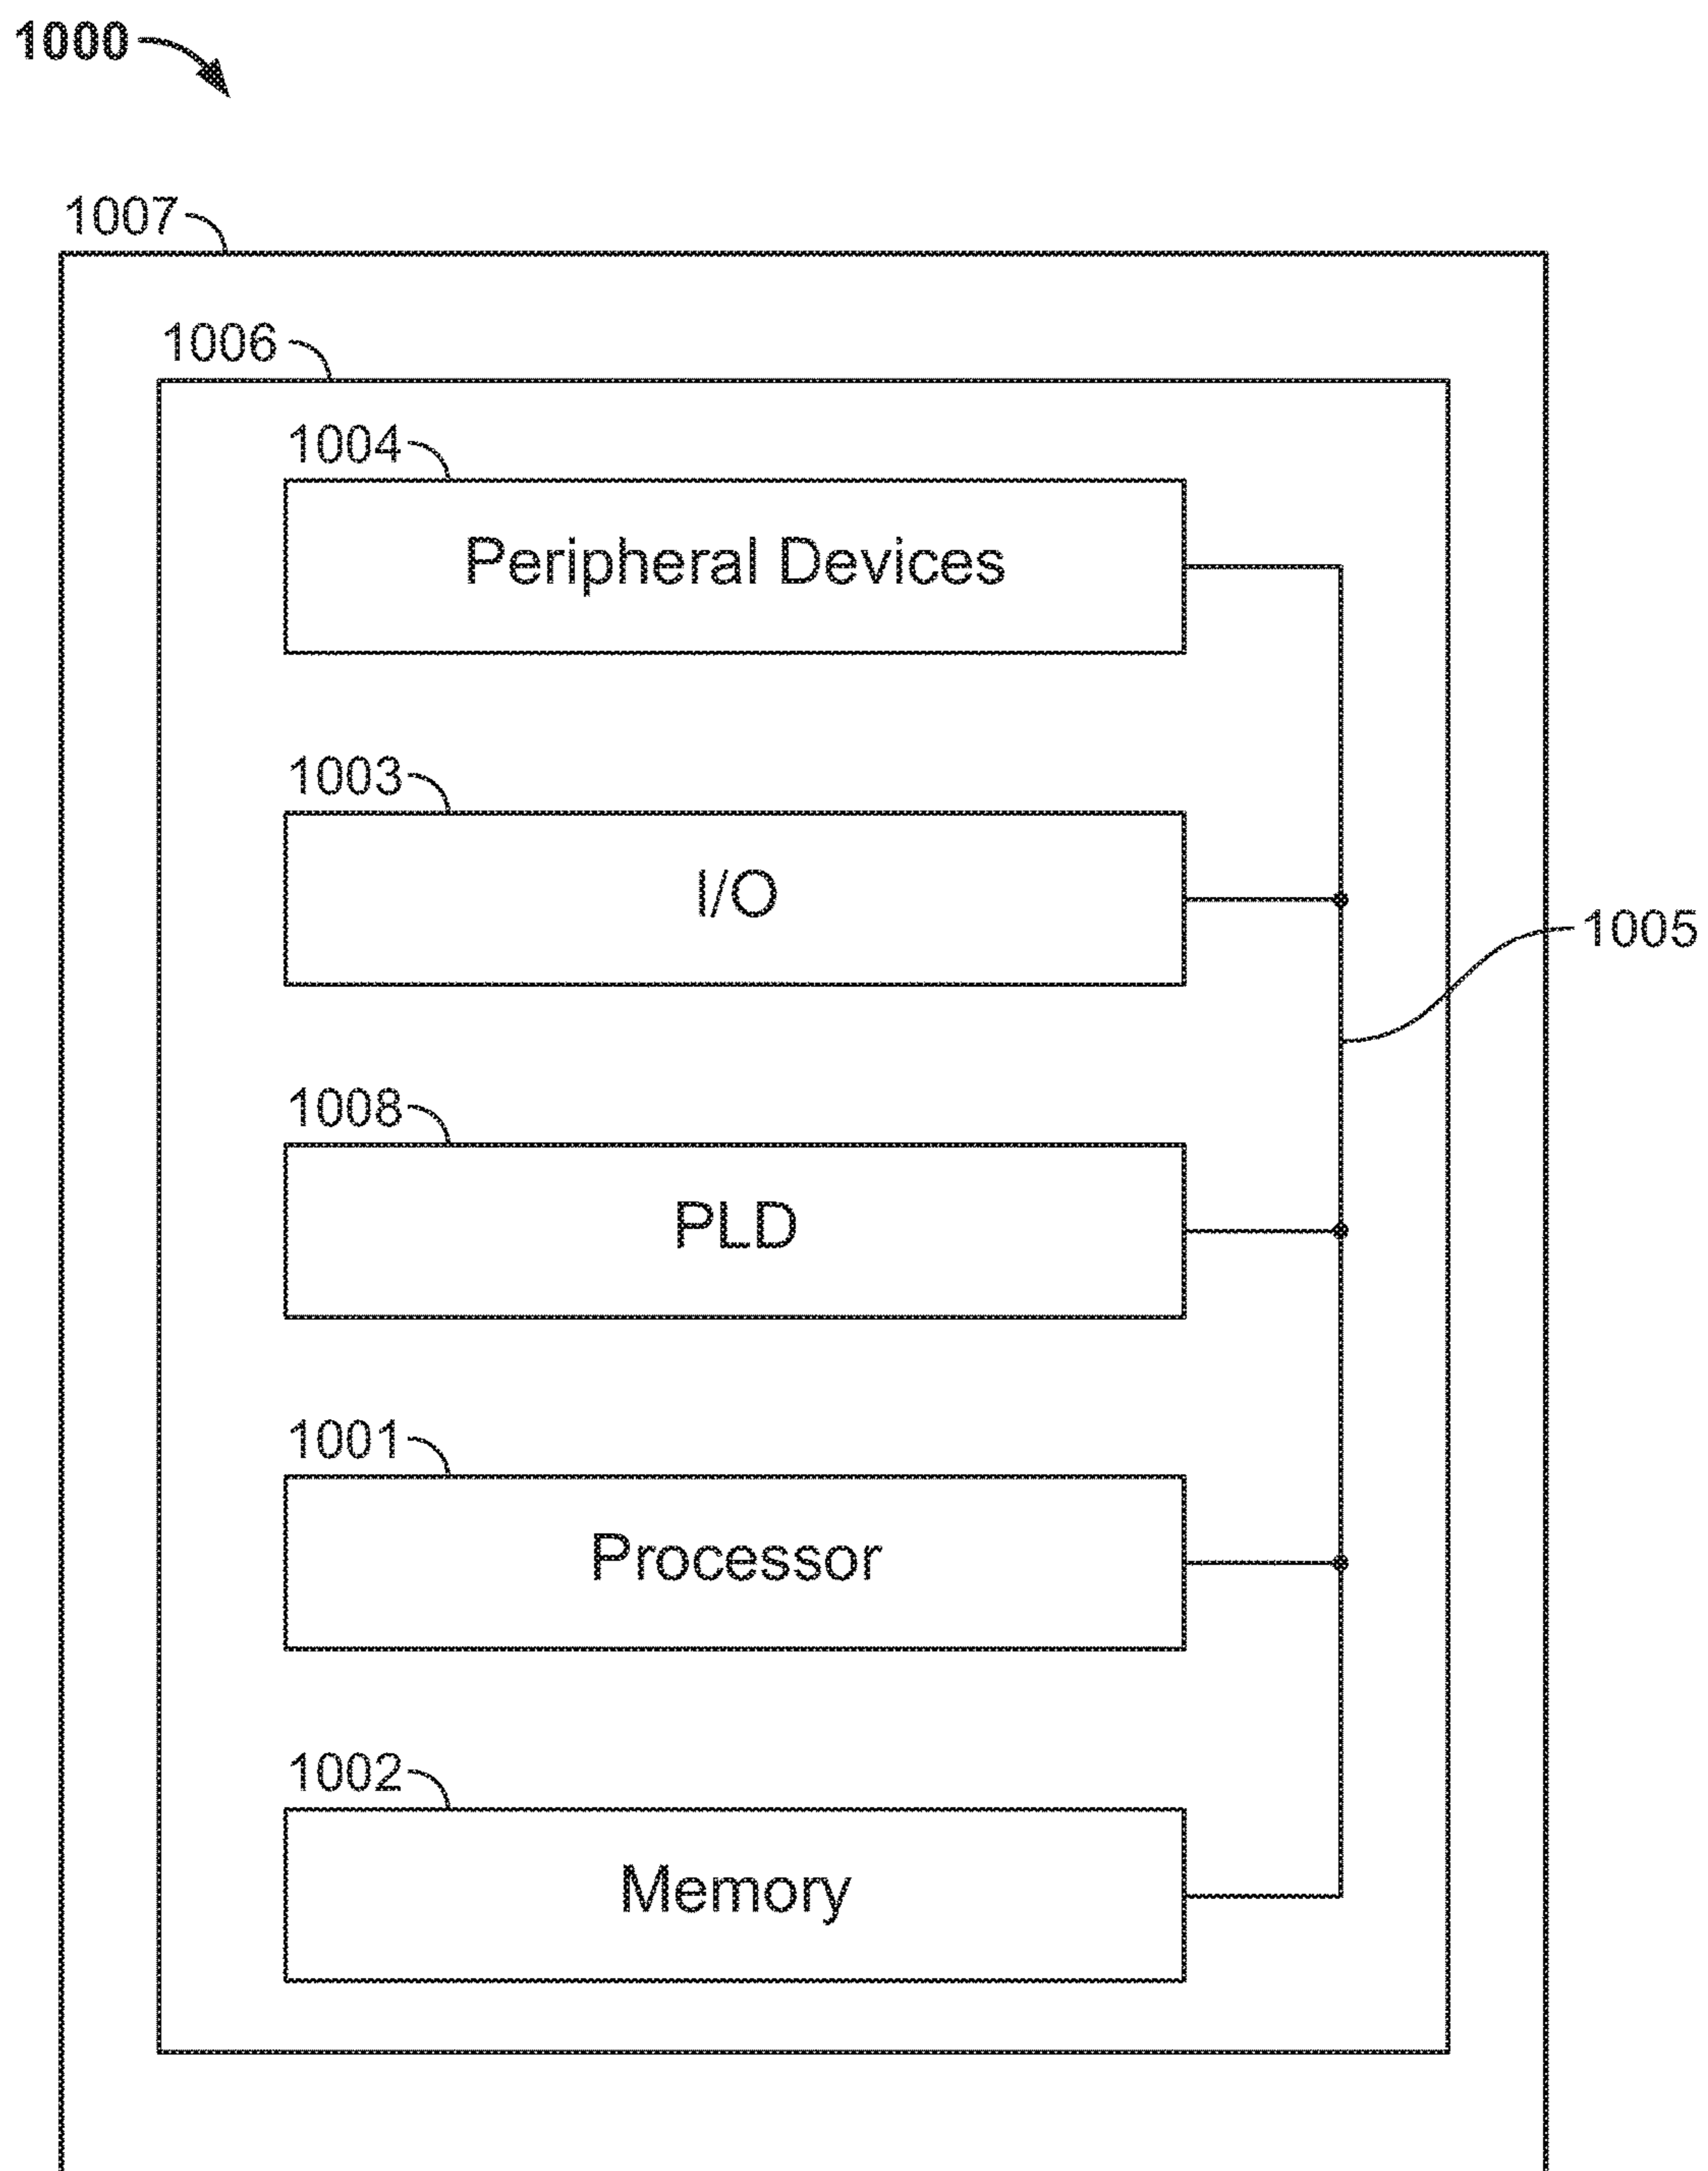 1000
1007
1006
1004
Peripheral Devices
1003
I/O
1005
1008
PLD
1001
Processor
1002
Memory